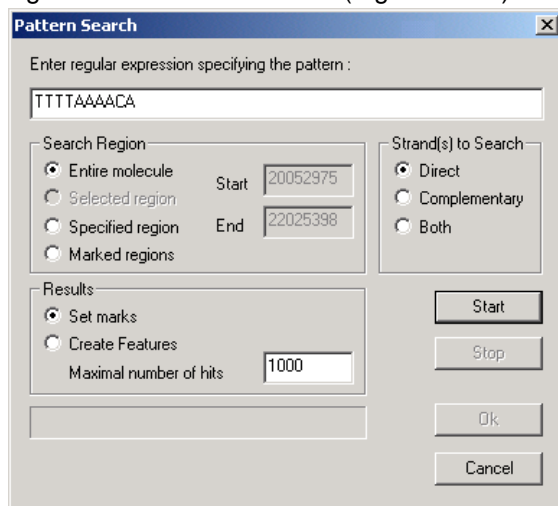 Pattern Search
Enter regular expression specifying the pattern :
TTTTAAAACA
Search Region
Entire molecule
Selected region
Specified region
Marked regions
Start 20052975
End 22025398
Strand(s) to Search
Direct
Complementary
Both
Results
Set marks
Create Features
Maximal number of hits 1000
Start
Stop
Ok
Cancel